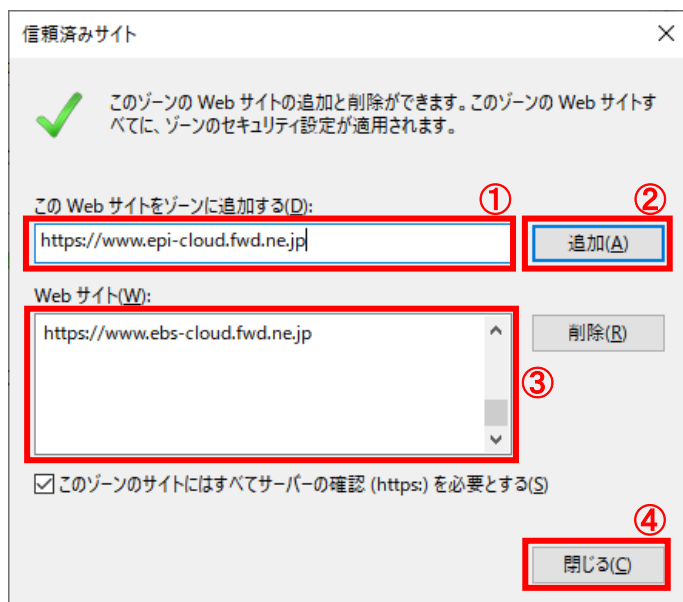 信頼済みサイト
このゾーンの Web サイトの追加と削除ができます。このゾーンの Web サイトす
べてに、ゾーンのセキュリティ設定が適用されます。
この Web サイトをゾーンに追加する(D):
①
②
https://www.epi-cloud.fwd.ne.jp
追加(A)
Web サイト(W):
https://www.ebs-cloud.fwd.ne.jp
削除(R)
③
このゾーンのサイトにはすべてサーバーの確認 (https:) を必要とする(S)
④
閉じる(C)